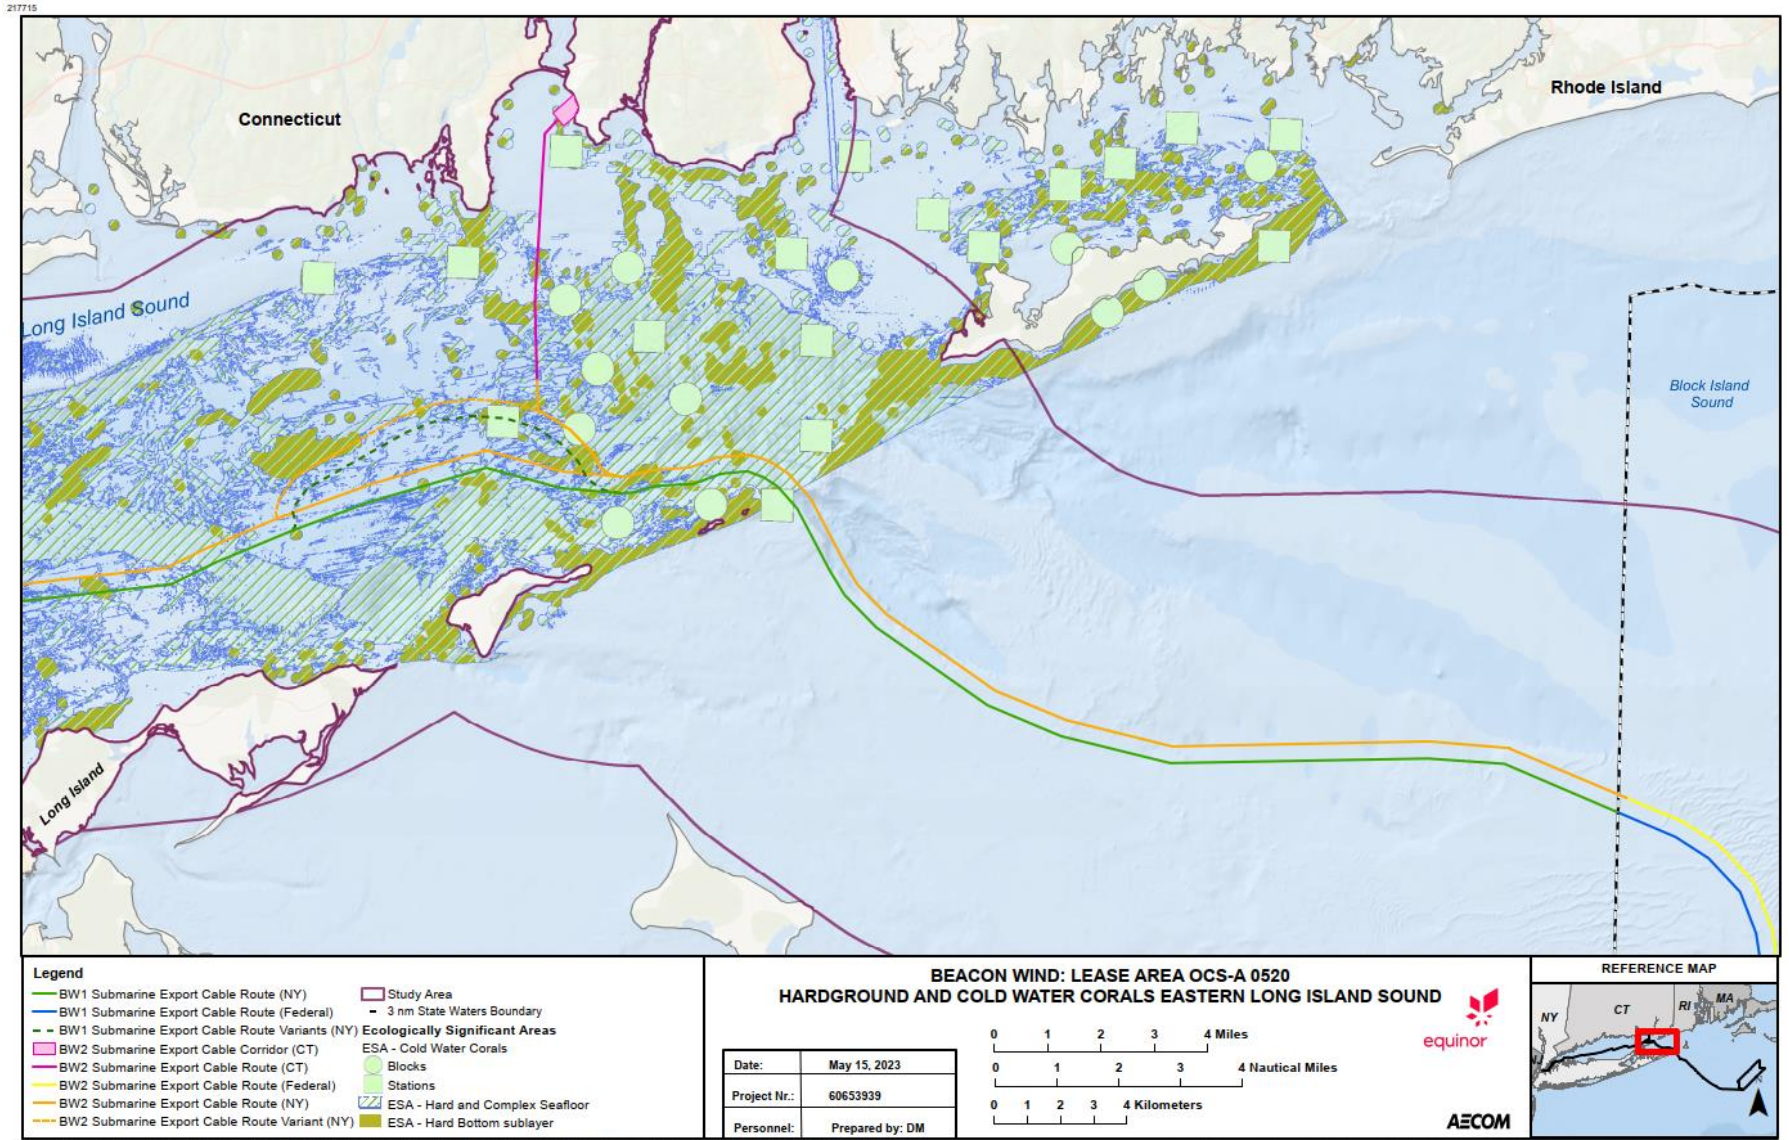 217715
Connecticut
Rhode Island
Long Island Sound
Block Island
Sound
Long Island
Legend
BW1 Submarine Export Cable Route (NY)
BW1 Submarine Export Cable Route (Federal)
BW1 Submarine Export Cable Route Variants (NY)
BW2 Submarine Export Cable Corridor (CT)
BW2 Submarine Export Cable Route (CT)
BW2 Submarine Export Cable Route (Federal)
BW2 Submarine Export Cable Route (NY)
BW2 Submarine Export Cable Route Variant (NY)
Study Area
3 nm State Waters Boundary
Ecologically Significant Areas
ESA - Cold Water Corals
Blocks
Stations
ESA - Hard and Complex Seafloor
ESA - Hard Bottom sublayer
BEACON WIND: LEASE AREA OCS-A 0520
HARDGROUND AND COLD WATER CORALS EASTERN LONG ISLAND SOUND
Date: May 15, 2023
Project Nr.: 60653939
Personnel: Prepared by: DM
0 1 2 3 4 Miles
0 1 2 3 4 Nautical Miles
0 1 2 3 4 Kilometers
equinor
AECOM
REFERENCE MAP
NY
CT
RI
MA